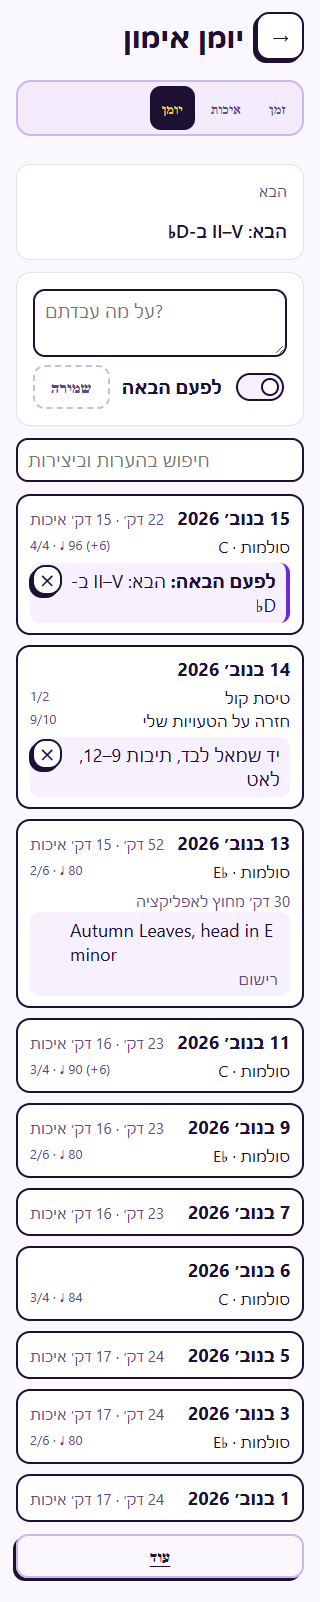 → יומן אימון
זמן איכות יומן
הבא
הבא: II–V ב-D♭
על מה עבדתם?
לפעם הבאה שמירה
חיפוש בהערות וביצירות
15 בנוב׳ 2026 22 דק׳ · 15 דק׳ איכות
סולמות · C 4/4 · ♩ 96 (+6)
לפעם הבאה: הבא: II–V ב-
D♭
14 בנוב׳ 2026
טיסת קול 1/2
חזרה על הטעויות שלי 9/10
יד שמאל לבד, תיבות 9–12,
לאט
13 בנוב׳ 2026 52 דק׳ · 15 דק׳ איכות
סולמות · E♭ 2/6 · ♩ 80
30 דק׳ מחוץ לאפליקציה
Autumn Leaves, head in E
minor
רישום
11 בנוב׳ 2026 23 דק׳ · 16 דק׳ איכות
סולמות · C 3/4 · ♩ 90 (+6)
9 בנוב׳ 2026 23 דק׳ · 16 דק׳ איכות
סולמות · E♭ 2/6 · ♩ 80
7 בנוב׳ 2026 23 דק׳ · 16 דק׳ איכות
6 בנוב׳ 2026
סולמות · C 3/4 · ♩ 84
5 בנוב׳ 2026 24 דק׳ · 17 דק׳ איכות
3 בנוב׳ 2026 24 דק׳ · 17 דק׳ איכות
סולמות · E♭ 2/6 · ♩ 80
1 בנוב׳ 2026 24 דק׳ · 17 דק׳ איכות
עוד